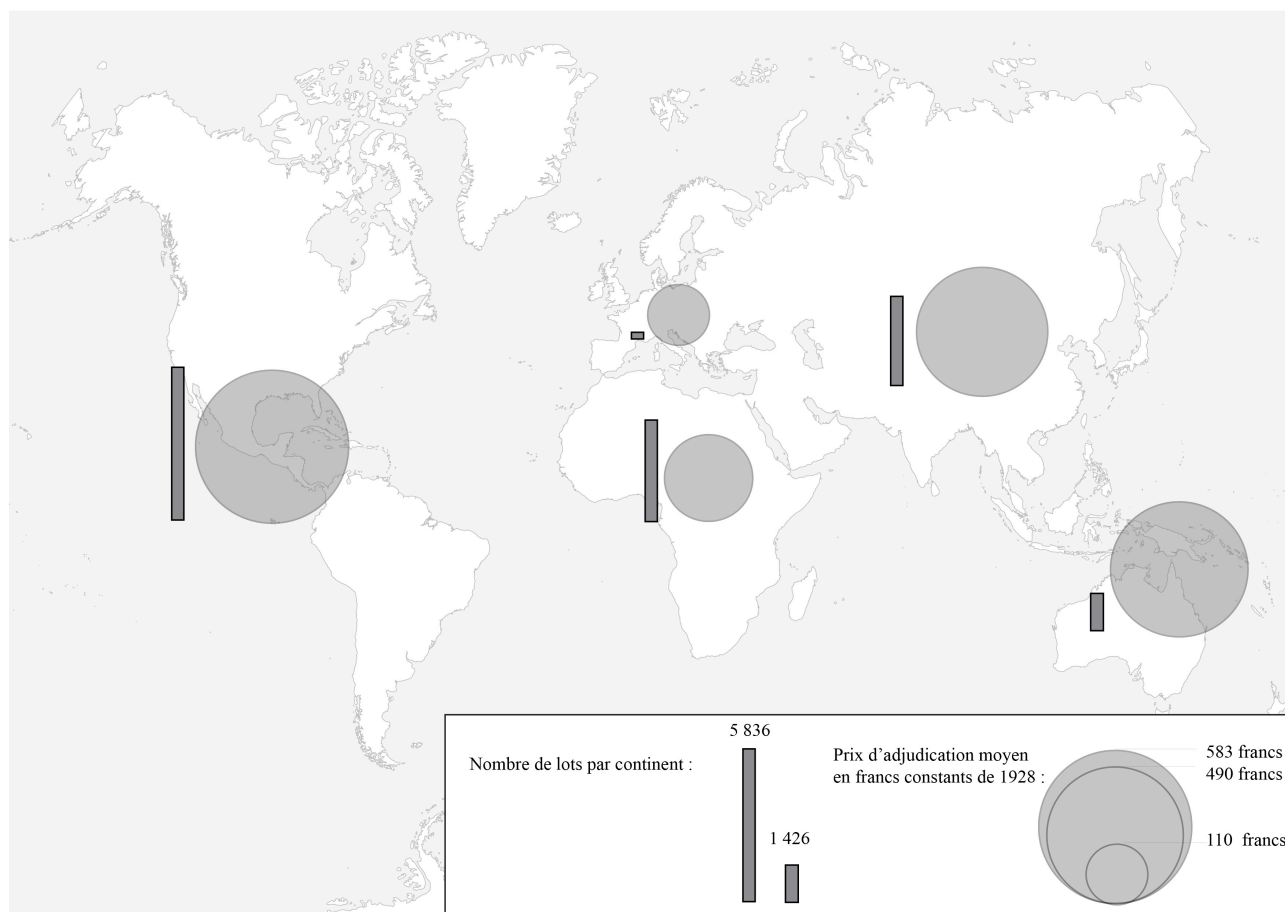 5 836
Nombre de lots par continent :
1 426
Prix d’adjudication moyen
en francs constants de 1928 :
583 francs
490 francs
110 francs